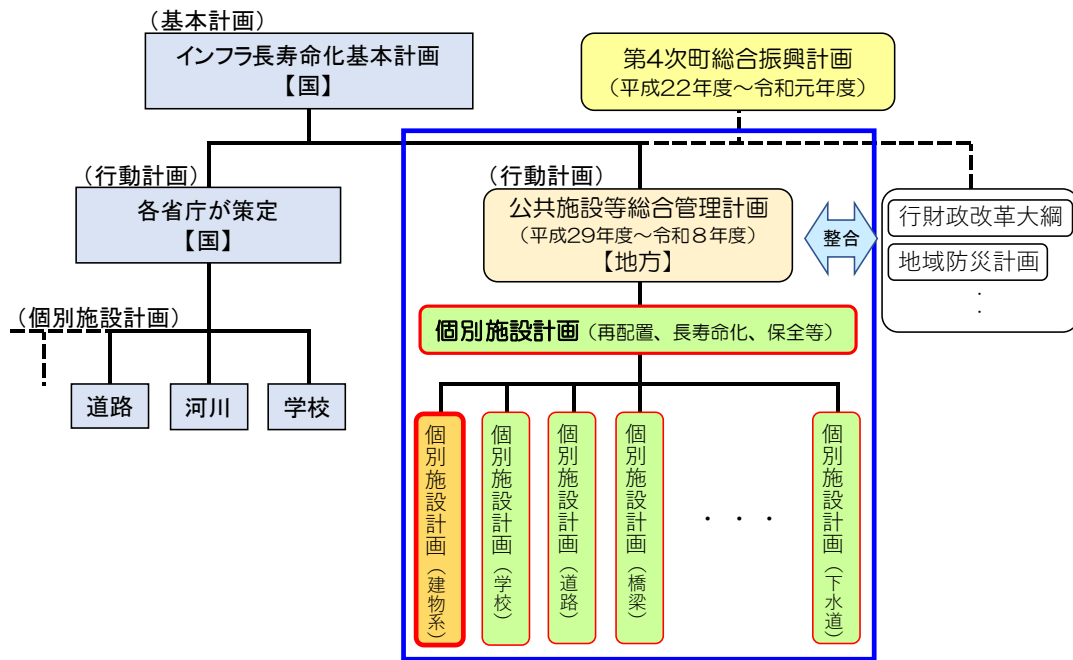 （基本計画）
インフラ長寿命化基本計画
【国】
第4次町総合振興計画
（平成22年度～令和元年度）
（行動計画）
各省庁が策定
【国】
（行動計画）
公共施設等総合管理計画
（平成29年度～令和８年度）
【地方】
整合
行財政改革大綱
地域防災計画
：
（個別施設計画）
道路
河川
学校
個別施設計画（再配置、長寿命化、保全等）
個別施設計画（建物系）
個別施設計画（学校）
個別施設計画（道路）
個別施設計画（橋梁）
・・・
個別施設計画（下水道）